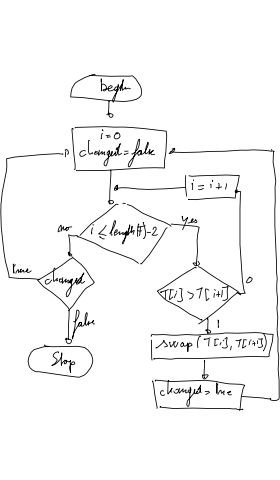 begin
i=0
changed = false
i = i+1
i ≤ length(T)-2
no
yes
true
changed
T[i] > T[i+1]
0
1
false
swap (T[i], T[i+1])
Stop
changed = true